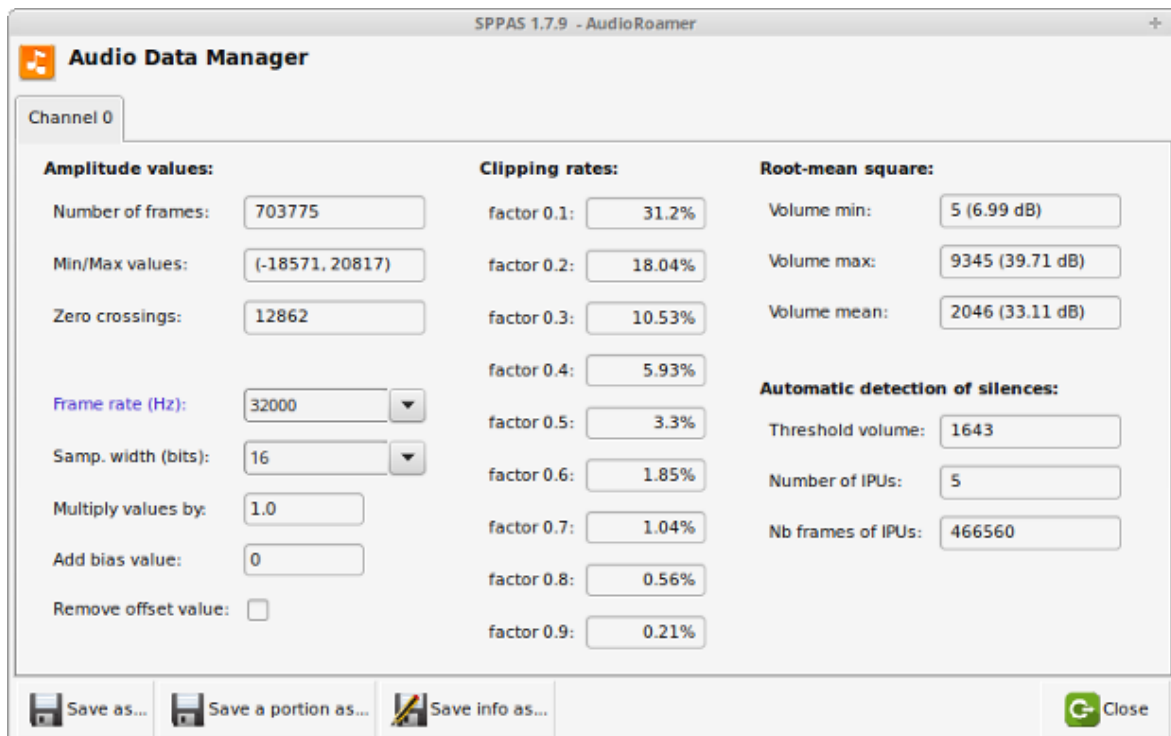 SPPAS 1.7.9 - AudioRoamer
Audio Data Manager
Channel 0
Amplitude values:
Number of frames: 703775
Min/Max values: (-18571, 20817)
Zero crossings: 12862
Frame rate (Hz): 32000
Samp. width (bits): 16
Multiply values by: 1.0
Add bias value: 0
Remove offset value:
Clipping rates:
factor 0.1: 31.2%
factor 0.2: 18.04%
factor 0.3: 10.53%
factor 0.4: 5.93%
factor 0.5: 3.3%
factor 0.6: 1.85%
factor 0.7: 1.04%
factor 0.8: 0.56%
factor 0.9: 0.21%
Root-mean square:
Volume min: 5 (6.99 dB)
Volume max: 9345 (39.71 dB)
Volume mean: 2046 (33.11 dB)
Automatic detection of silences:
Threshold volume: 1643
Number of IPUs: 5
Nb frames of IPUs: 466560
Save as... Save a portion as... Save info as... Close